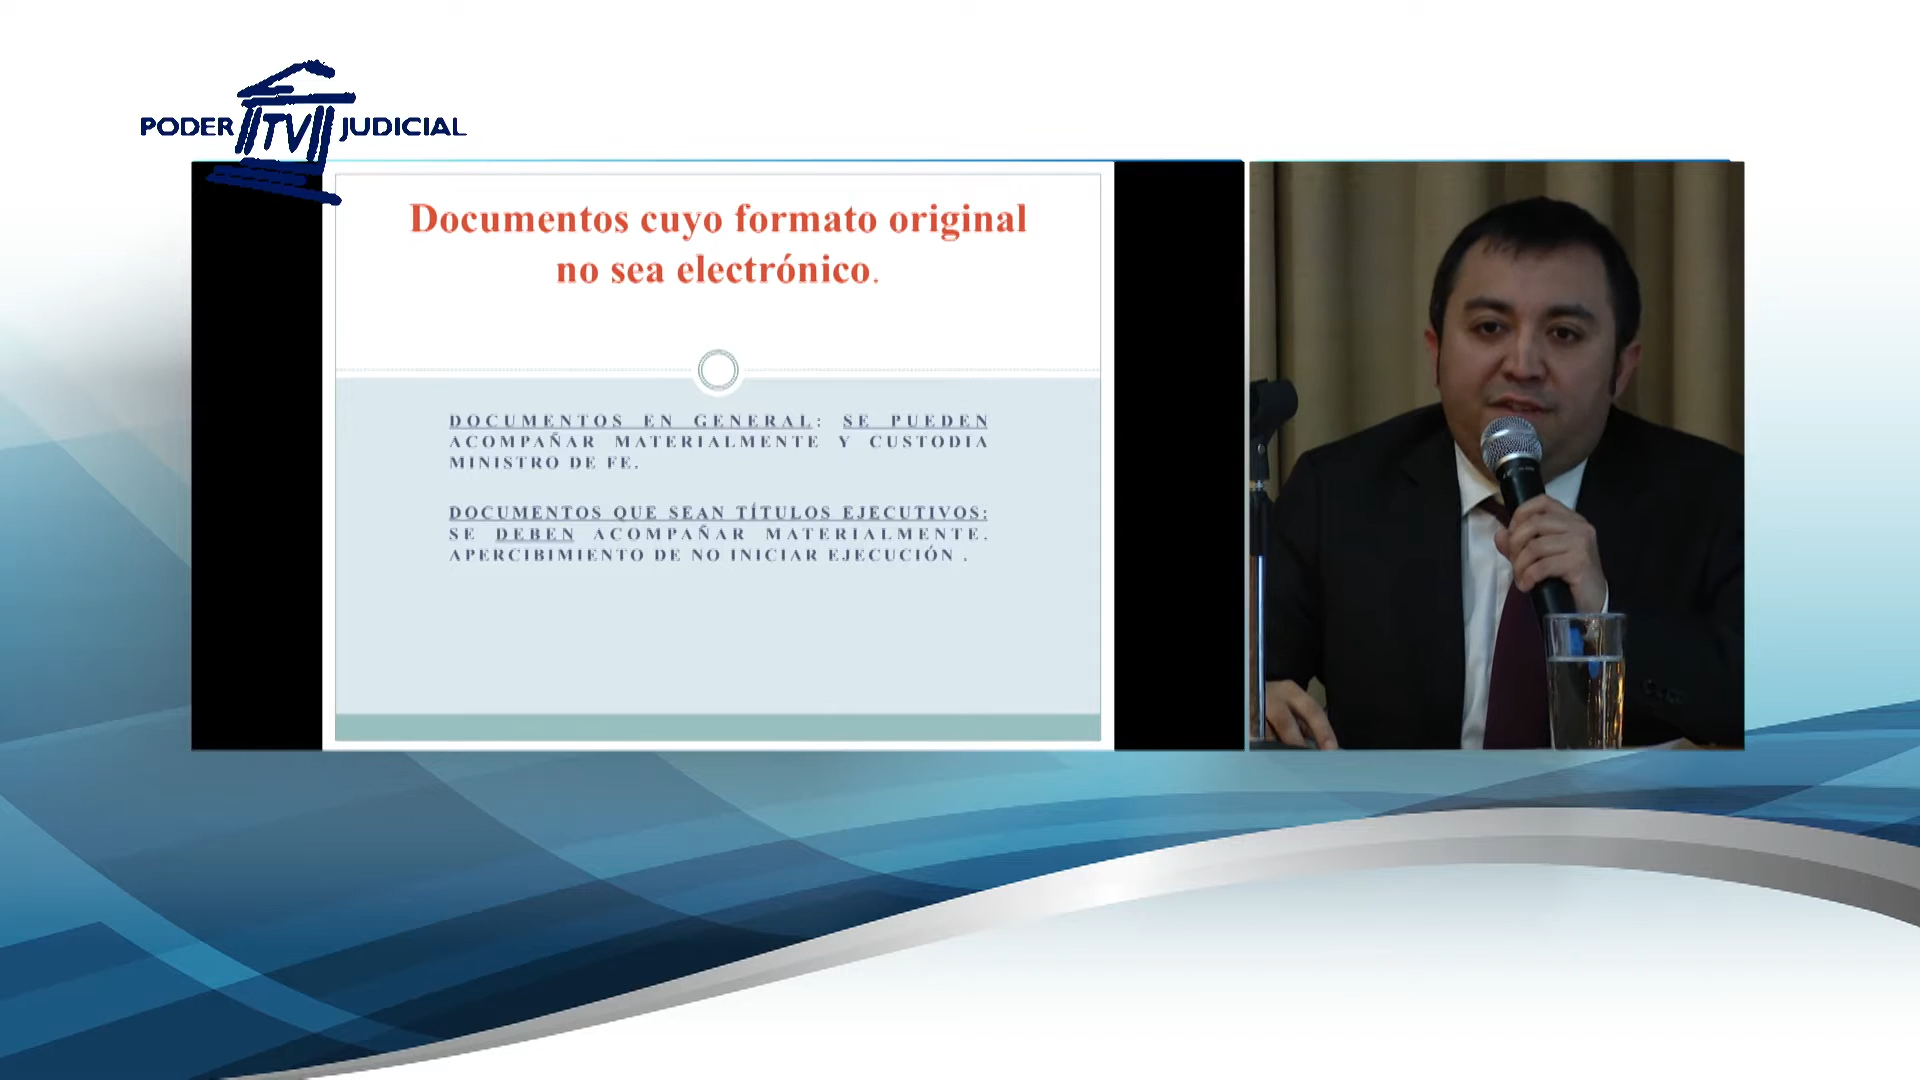 PODER TV JUDICIAL
Documentos cuyo formato original
no sea electrónico.
DOCUMENTOS EN GENERAL: SE PUEDEN
ACOMPAÑAR MATERIALMENTE Y CUSTODIA
MINISTRO DE FE.
DOCUMENTOS QUE SEAN TÍTULOS EJECUTIVOS:
SE DEBEN ACOMPAÑAR MATERIALMENTE.
APERCIBIMIENTO DE NO INICIAR EJECUCIÓN .